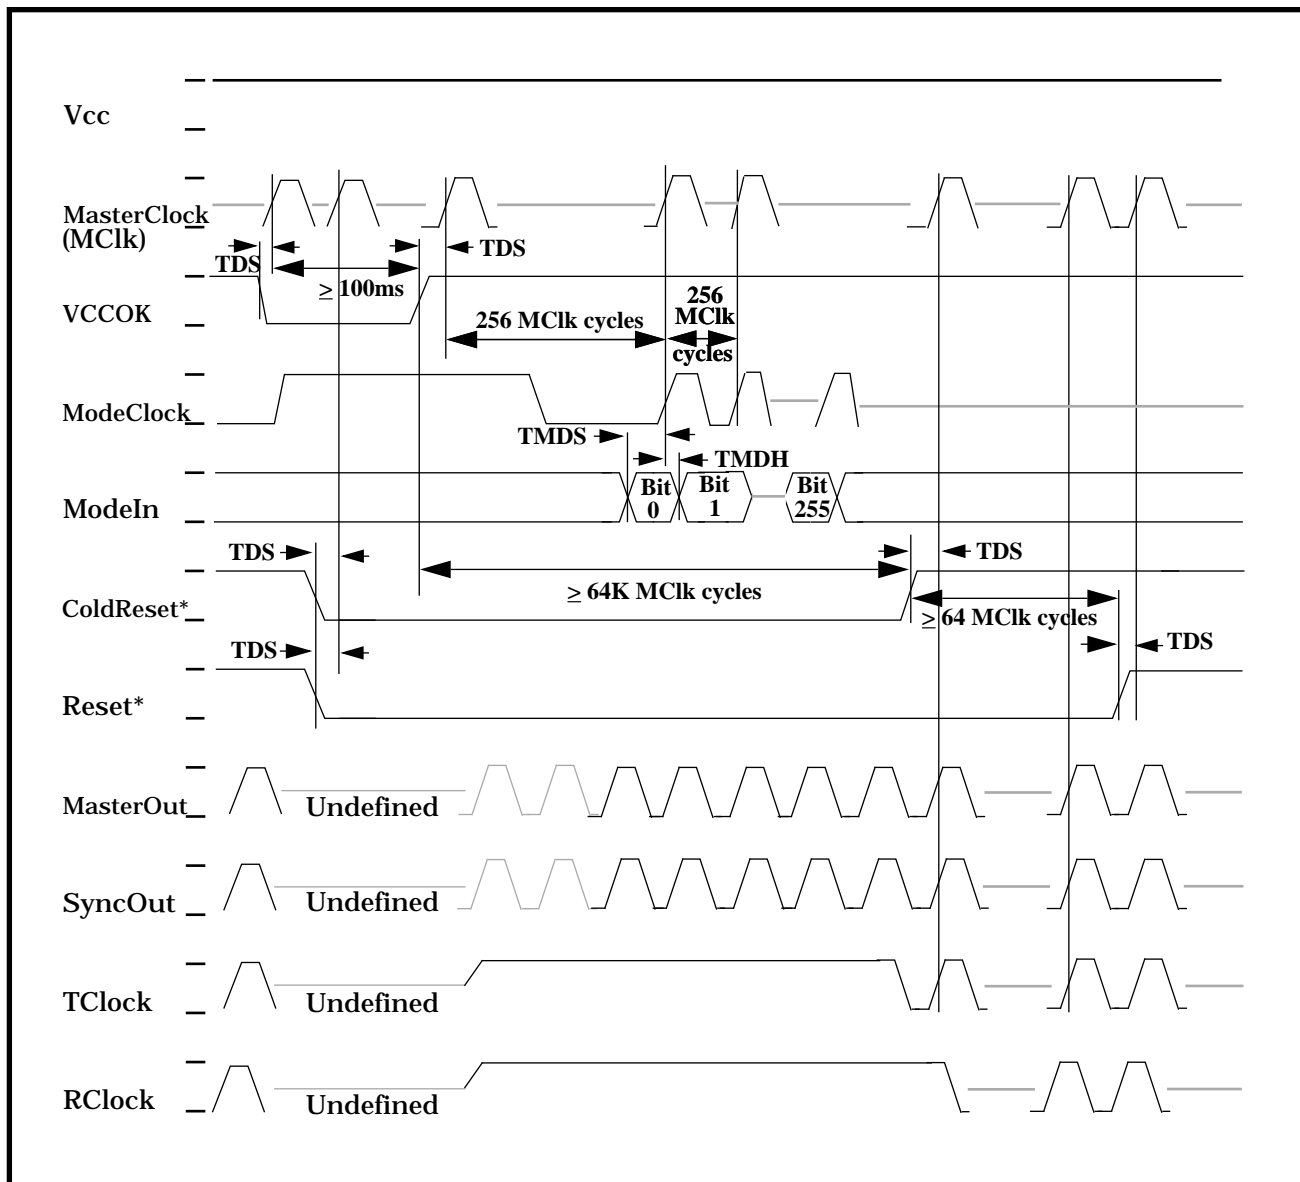 Vcc
MasterClock
(MClk)
TDS
TDS
≥ 100ms
VCCOK
256 MClk cycles
256
MClk
cycles
ModeClock
TMDS
TMDH
ModeIn
Bit
0
Bit
1
Bit
255
TDS
TDS
ColdReset*
≥ 64K MClk cycles
≥ 64 MClk cycles
TDS
TDS
Reset*
MasterOut
Undefined
SyncOut
Undefined
TClock
Undefined
RClock
Undefined